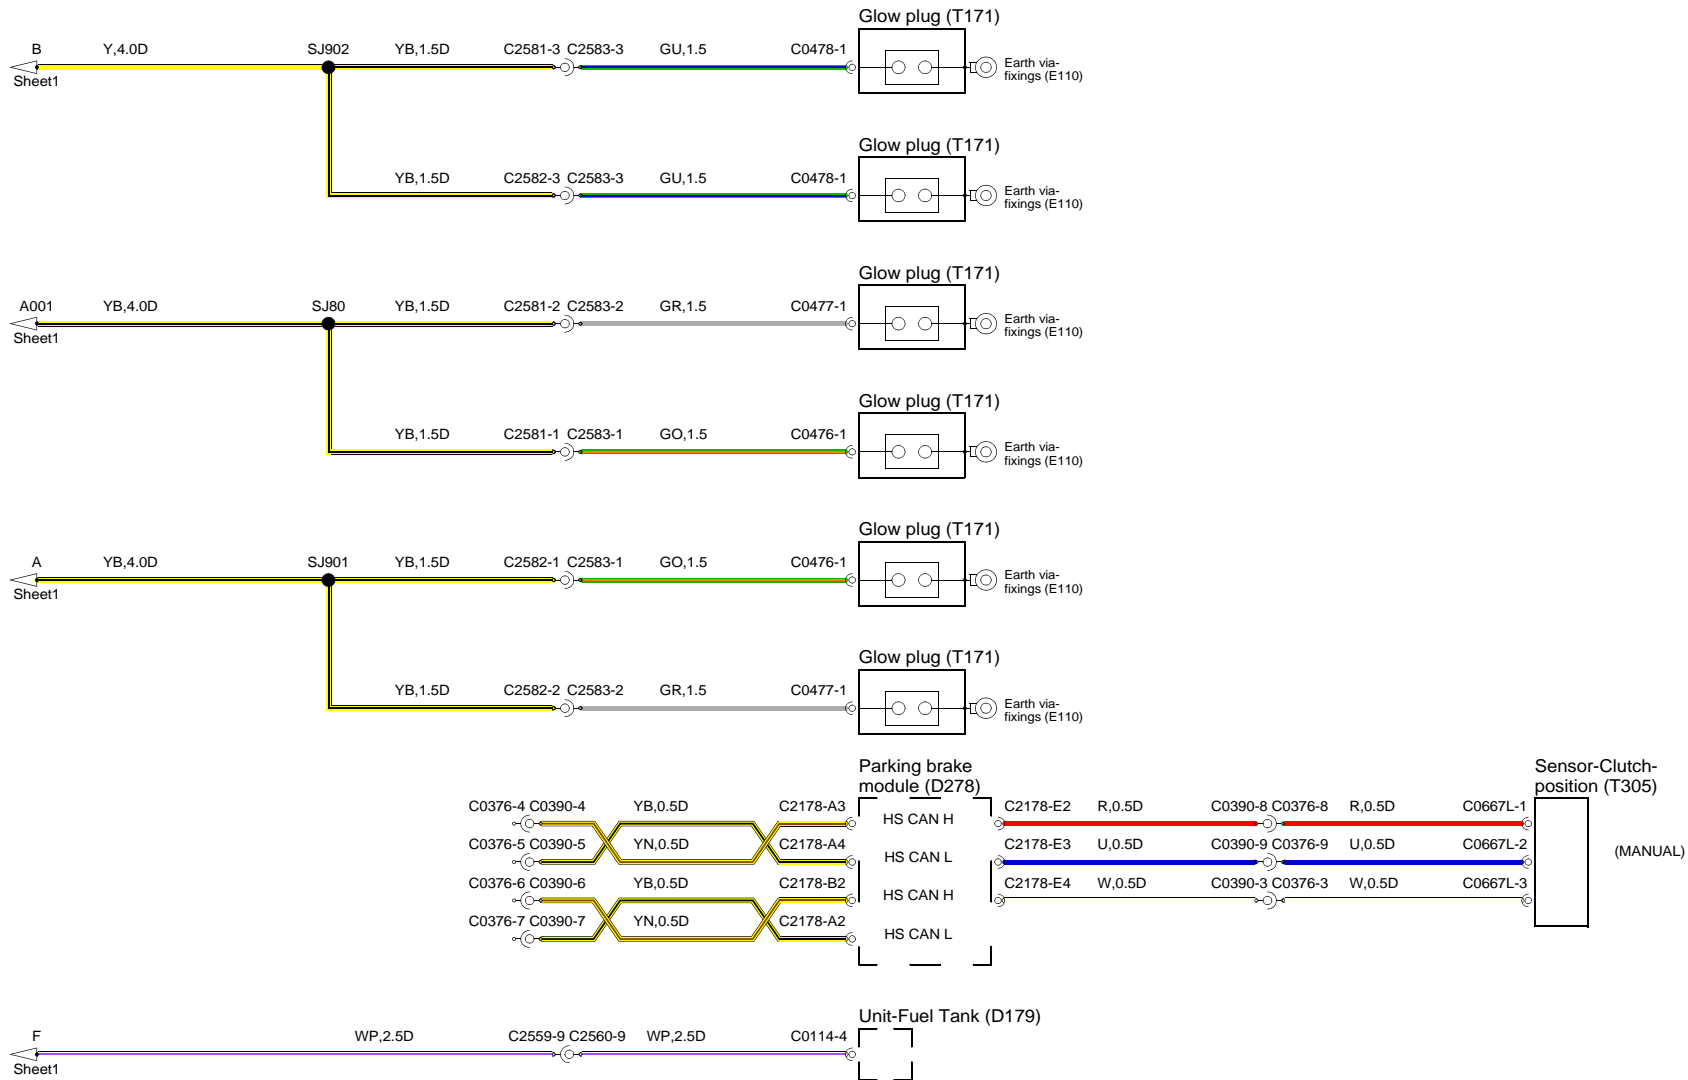 Glow plug (T171)
B Y,4.0D SJ902 YB,1.5D C2581-3 C2583-3 GU,1.5 C0478-1
Earth via-
fixings (E110)
Sheet1
Glow plug (T171)
YB,1.5D C2582-3 C2583-3 GU,1.5 C0478-1
Earth via-
fixings (E110)
Glow plug (T171)
A001 YB,4.0D SJ80 YB,1.5D C2581-2 C2583-2 GR,1.5 C0477-1
Earth via-
fixings (E110)
Sheet1
Glow plug (T171)
YB,1.5D C2581-1 C2583-1 GO,1.5 C0476-1
Earth via-
fixings (E110)
Glow plug (T171)
A YB,4.0D SJ901 YB,1.5D C2582-1 C2583-1 GO,1.5 C0476-1
Earth via-
fixings (E110)
Sheet1
Glow plug (T171)
YB,1.5D C2582-2 C2583-2 GR,1.5 C0477-1
Earth via-
fixings (E110)
Parking brake
module (D278)
Sensor-Clutch-
position (T305)
C0376-4 C0390-4 YB,0.5D C2178-A3 HS CAN H C2178-E2 R,0.5D C0390-8 C0376-8 R,0.5D C0667L-1
C0376-5 C0390-5 YN,0.5D C2178-A4 HS CAN L C2178-E3 U,0.5D C0390-9 C0376-9 U,0.5D C0667L-2
(MANUAL)
C0376-6 C0390-6 YB,0.5D C2178-B2 HS CAN H C2178-E4 W,0.5D C0390-3 C0376-3 W,0.5D C0667L-3
C0376-7 C0390-7 YN,0.5D C2178-A2 HS CAN L
Unit-Fuel Tank (D179)
F WP,2.5D C2559-9 C2560-9 WP,2.5D C0114-4
Sheet1